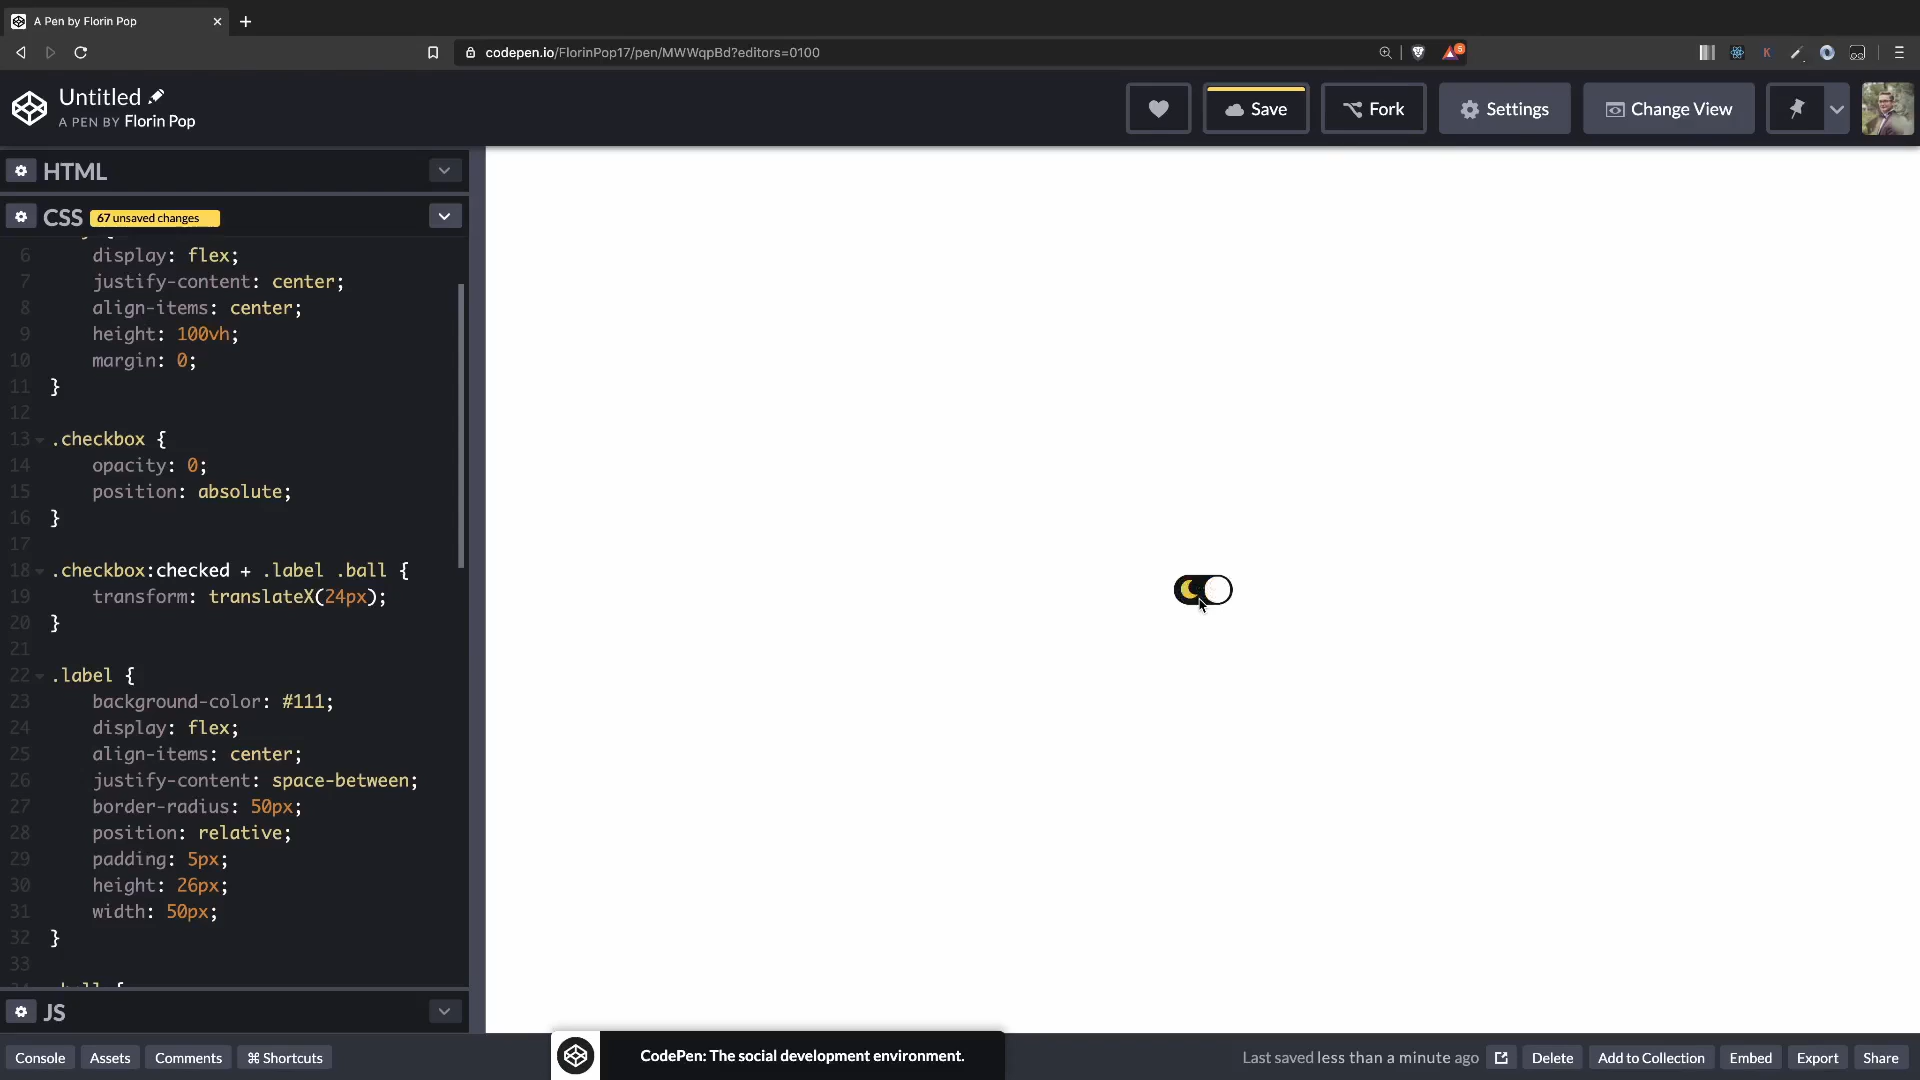 A Pen by Florin Pop
codepen.io/FlorinPop17/pen/MWWqpBd?editors=0100
5
K
Untitled
A PEN BY Florin Pop
Save
Fork
Settings
Change View
HTML
CSS 67 unsaved changes
6 display: flex;
7 justify-content: center;
8 align-items: center;
9 height: 100vh;
10 margin: 0;
11 }
12
13 .checkbox {
14 opacity: 0;
15 position: absolute;
16 }
17
18 .checkbox:checked + .label .ball {
19 transform: translateX(24px);
20 }
21
22 .label {
23 background-color: #111;
24 display: flex;
25 align-items: center;
26 justify-content: space-between;
27 border-radius: 50px;
28 position: relative;
29 padding: 5px;
30 height: 26px;
31 width: 50px;
32 }
33
JS
Console
Assets
Comments
⌘ Shortcuts
CodePen: The social development environment.
Last saved less than a minute ago
Delete
Add to Collection
Embed
Export
Share